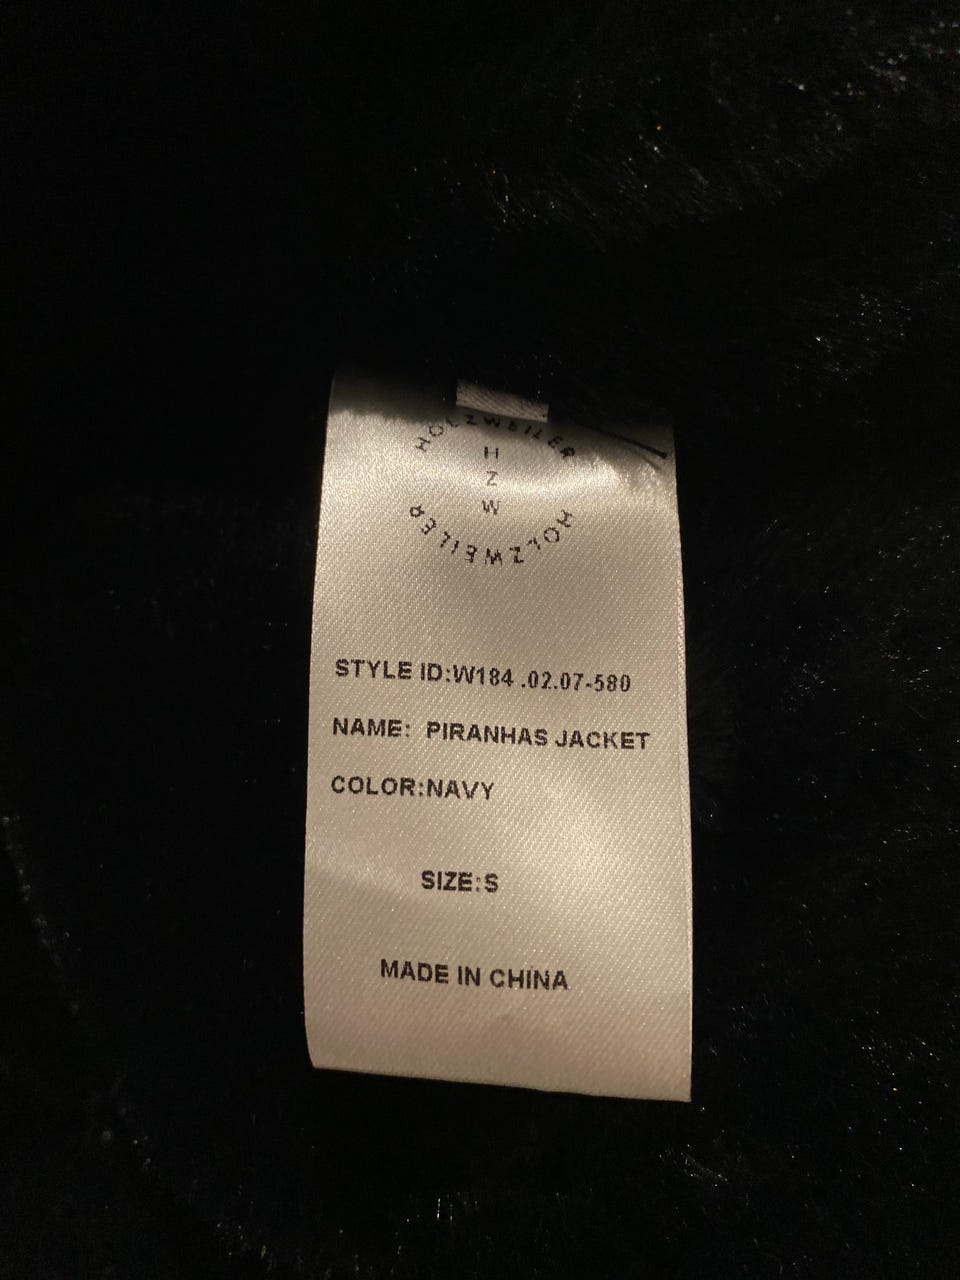 HOLZWEILER
H
Z
W
HOLZWEILER
STYLE ID:W184 .02.07-580
NAME: PIRANHAS JACKET
COLOR:NAVY
SIZE:S
MADE IN CHINA